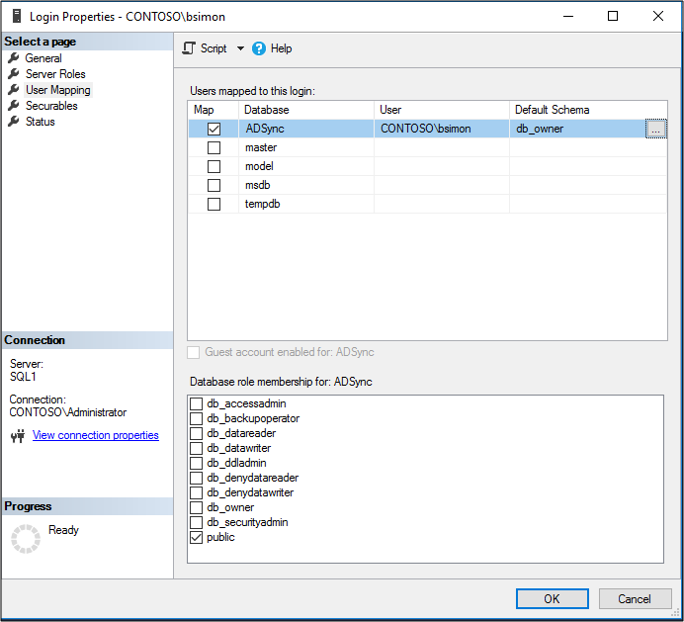 Login Properties - CONTOSO\bsimon
Select a page
General
Server Roles
User Mapping
Securables
Status
Script Help
Users mapped to this login:
Map Database User Default Schema
ADSync CONTOSO\bsimon db_owner ...
master
model
msdb
tempdb
Guest account enabled for: ADSync
Database role membership for: ADSync
db_accessadmin
db_backupoperator
db_datareader
db_datawriter
db_ddladmin
db_denydatareader
db_denydatawriter
db_owner
db_securityadmin
public
Connection
Server:
SQL1
Connection:
CONTOSO\Administrator
View connection properties
Progress
Ready
OK Cancel